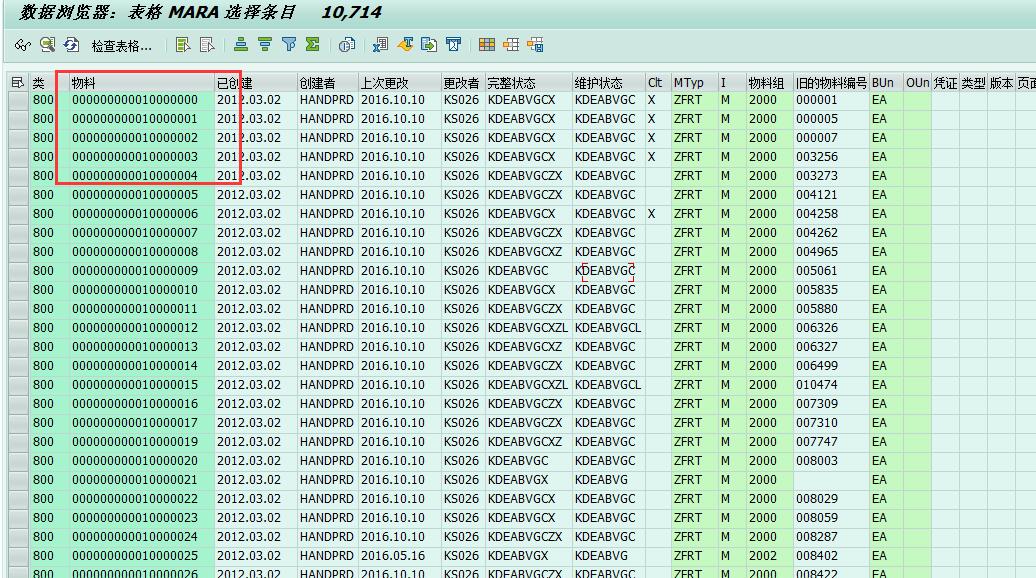 数据浏览器：表格 MARA 选择条目 10,714
检查表格...
类 物料 已创建 创建者 上次更改 更改者 完整状态 维护状态 Clt MTyp I 物料组 旧的物料编号 BUn OUn 凭证 类型 版本 页面
800 000000000010000000 2012.03.02 HANDPRD 2016.10.10 KS026 KDEABVGCX KDEABVGC X ZFRT M 2000 000001 EA
800 000000000010000001 2012.03.02 HANDPRD 2016.10.10 KS026 KDEABVGCX KDEABVGC X ZFRT M 2000 000005 EA
800 000000000010000002 2012.03.02 HANDPRD 2016.10.10 KS026 KDEABVGCX KDEABVGC X ZFRT M 2000 000007 EA
800 000000000010000003 2012.03.02 HANDPRD 2016.10.10 KS026 KDEABVGCX KDEABVGC X ZFRT M 2000 003256 EA
800 000000000010000004 2012.03.02 HANDPRD 2016.10.10 KS026 KDEABVGCZX KDEABVGC ZFRT M 2000 003273 EA
800 000000000010000005 2012.03.02 HANDPRD 2016.10.10 KS026 KDEABVGCZX KDEABVGC ZFRT M 2000 004121 EA
800 000000000010000006 2012.03.02 HANDPRD 2016.10.10 KS026 KDEABVGCX KDEABVGC X ZFRT M 2000 004258 EA
800 000000000010000007 2012.03.02 HANDPRD 2016.10.10 KS026 KDEABVGCZX KDEABVGC ZFRT M 2000 004262 EA
800 000000000010000008 2012.03.02 HANDPRD 2016.10.10 KS026 KDEABVGCXZ KDEABVGC ZFRT M 2000 004965 EA
800 000000000010000009 2012.03.02 HANDPRD 2016.10.10 KS026 KDEABVGC KDEABVGC ZFRT M 2000 005061 EA
800 000000000010000010 2012.03.02 HANDPRD 2016.10.10 KS026 KDEABVGCX KDEABVGC ZFRT M 2000 005835 EA
800 000000000010000011 2012.03.02 HANDPRD 2016.10.10 KS026 KDEABVGCZX KDEABVGC ZFRT M 2000 005880 EA
800 000000000010000012 2012.03.02 HANDPRD 2016.10.10 KS026 KDEABVGCXZL KDEABVGCL ZFRT M 2000 006326 EA
800 000000000010000013 2012.03.02 HANDPRD 2016.10.10 KS026 KDEABVGCXZ KDEABVGC ZFRT M 2000 006327 EA
800 000000000010000014 2012.03.02 HANDPRD 2016.10.10 KS026 KDEABVGCZX KDEABVGC ZFRT M 2000 006499 EA
800 000000000010000015 2012.03.02 HANDPRD 2016.10.10 KS026 KDEABVGCXZL KDEABVGCL ZFRT M 2000 010474 EA
800 000000000010000016 2012.03.02 HANDPRD 2016.10.10 KS026 KDEABVGCZX KDEABVGC ZFRT M 2000 007309 EA
800 000000000010000017 2012.03.02 HANDPRD 2016.10.10 KS026 KDEABVGCZX KDEABVGC ZFRT M 2000 007310 EA
800 000000000010000019 2012.03.02 HANDPRD 2016.10.10 KS026 KDEABVGCXZ KDEABVGC ZFRT M 2000 007747 EA
800 000000000010000020 2012.03.02 HANDPRD 2016.10.10 KS026 KDEABVGC KDEABVGC ZFRT M 2000 008003 EA
800 000000000010000021 2012.03.02 HANDPRD 2016.10.10 KS026 KDEABVGX KDEABVG ZFRT M 2000 EA
800 000000000010000022 2012.03.02 HANDPRD 2016.10.10 KS026 KDEABVGCX KDEABVGC ZFRT M 2000 008029 EA
800 000000000010000023 2012.03.02 HANDPRD 2016.10.10 KS026 KDEABVGCX KDEABVGC ZFRT M 2000 008059 EA
800 000000000010000024 2012.03.02 HANDPRD 2016.10.10 KS026 KDEABVGCZX KDEABVGC ZFRT M 2000 008287 EA
800 000000000010000025 2012.03.02 HANDPRD 2016.05.16 KS026 KDEABVGX KDEABVG ZFRT M 2002 008402 EA
800 000000000010000026 2012.03.02 HANDPRD 2016.10.10 KS026 KDEABVGCZX KDEABVGC ZFRT M 2000 008422 EA